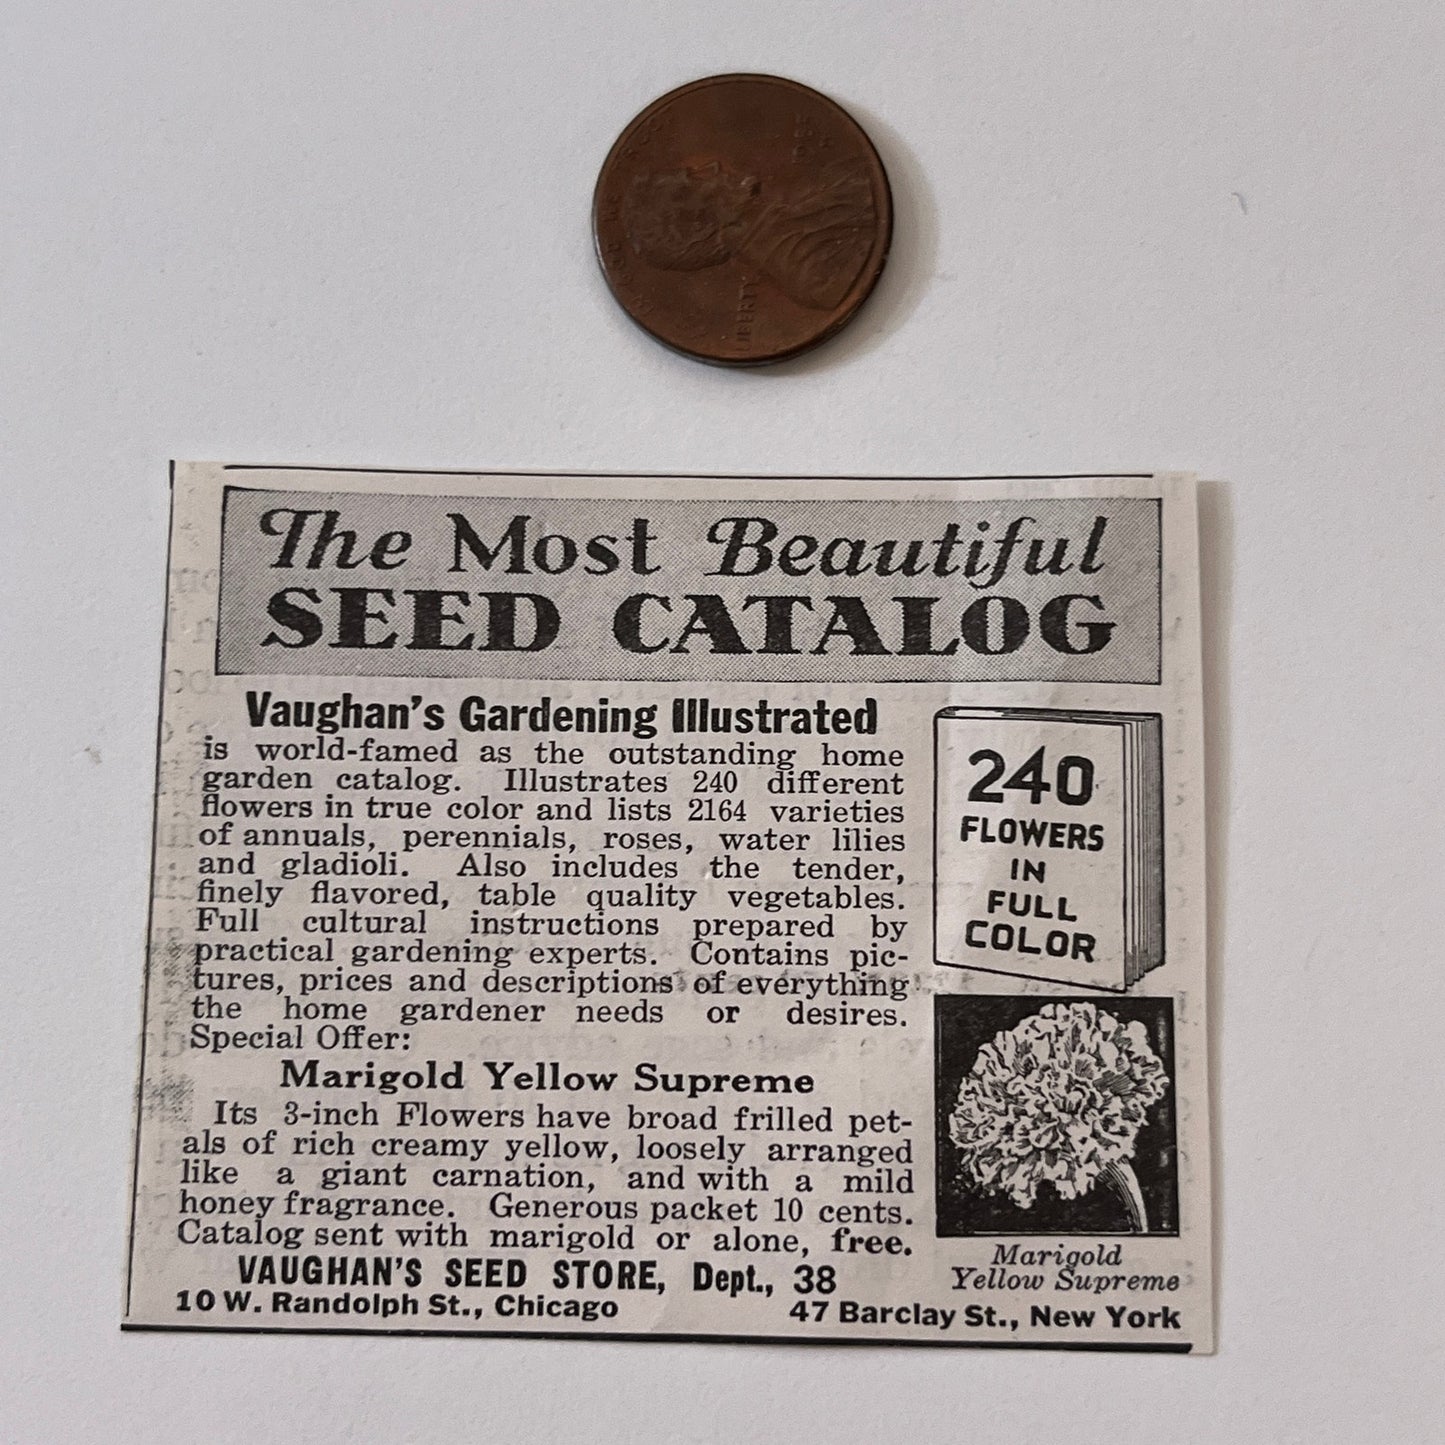 LIBERTY
The Most Beautiful
SEED CATALOG
Vaughan's Gardening Illustrated
is world-famed as the outstanding home
garden catalog. Illustrates 240 different
flowers in true color and lists 2164 varieties
of annuals, perennials, roses, water lilies
and gladioli. Also includes the tender,
finely flavored, table quality vegetables.
Full cultural instructions prepared by
practical gardening experts. Contains pic-
tures, prices and descriptions of everything
the home gardener needs or desires.
Special Offer:
Marigold Yellow Supreme
Its 3-inch Flowers have broad frilled pet-
als of rich creamy yellow, loosely arranged
like a giant carnation, and with a mild
honey fragrance. Generous packet 10 cents.
Catalog sent with marigold or alone, free.
VAUGHAN'S SEED STORE, Dept., 38
10 W. Randolph St., Chicago
47 Barclay St., New York
240
FLOWERS
IN
FULL
COLOR
Marigold
Yellow Supreme